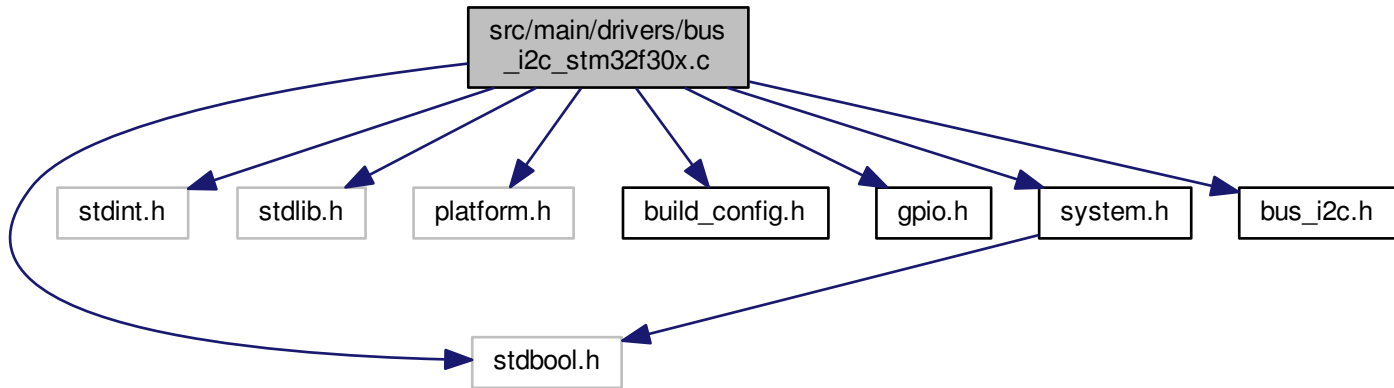 src/main/drivers/bus
_i2c_stm32f30x.c
stdint.h
stdlib.h
platform.h
build_config.h
gpio.h
system.h
bus_i2c.h
stdbool.h